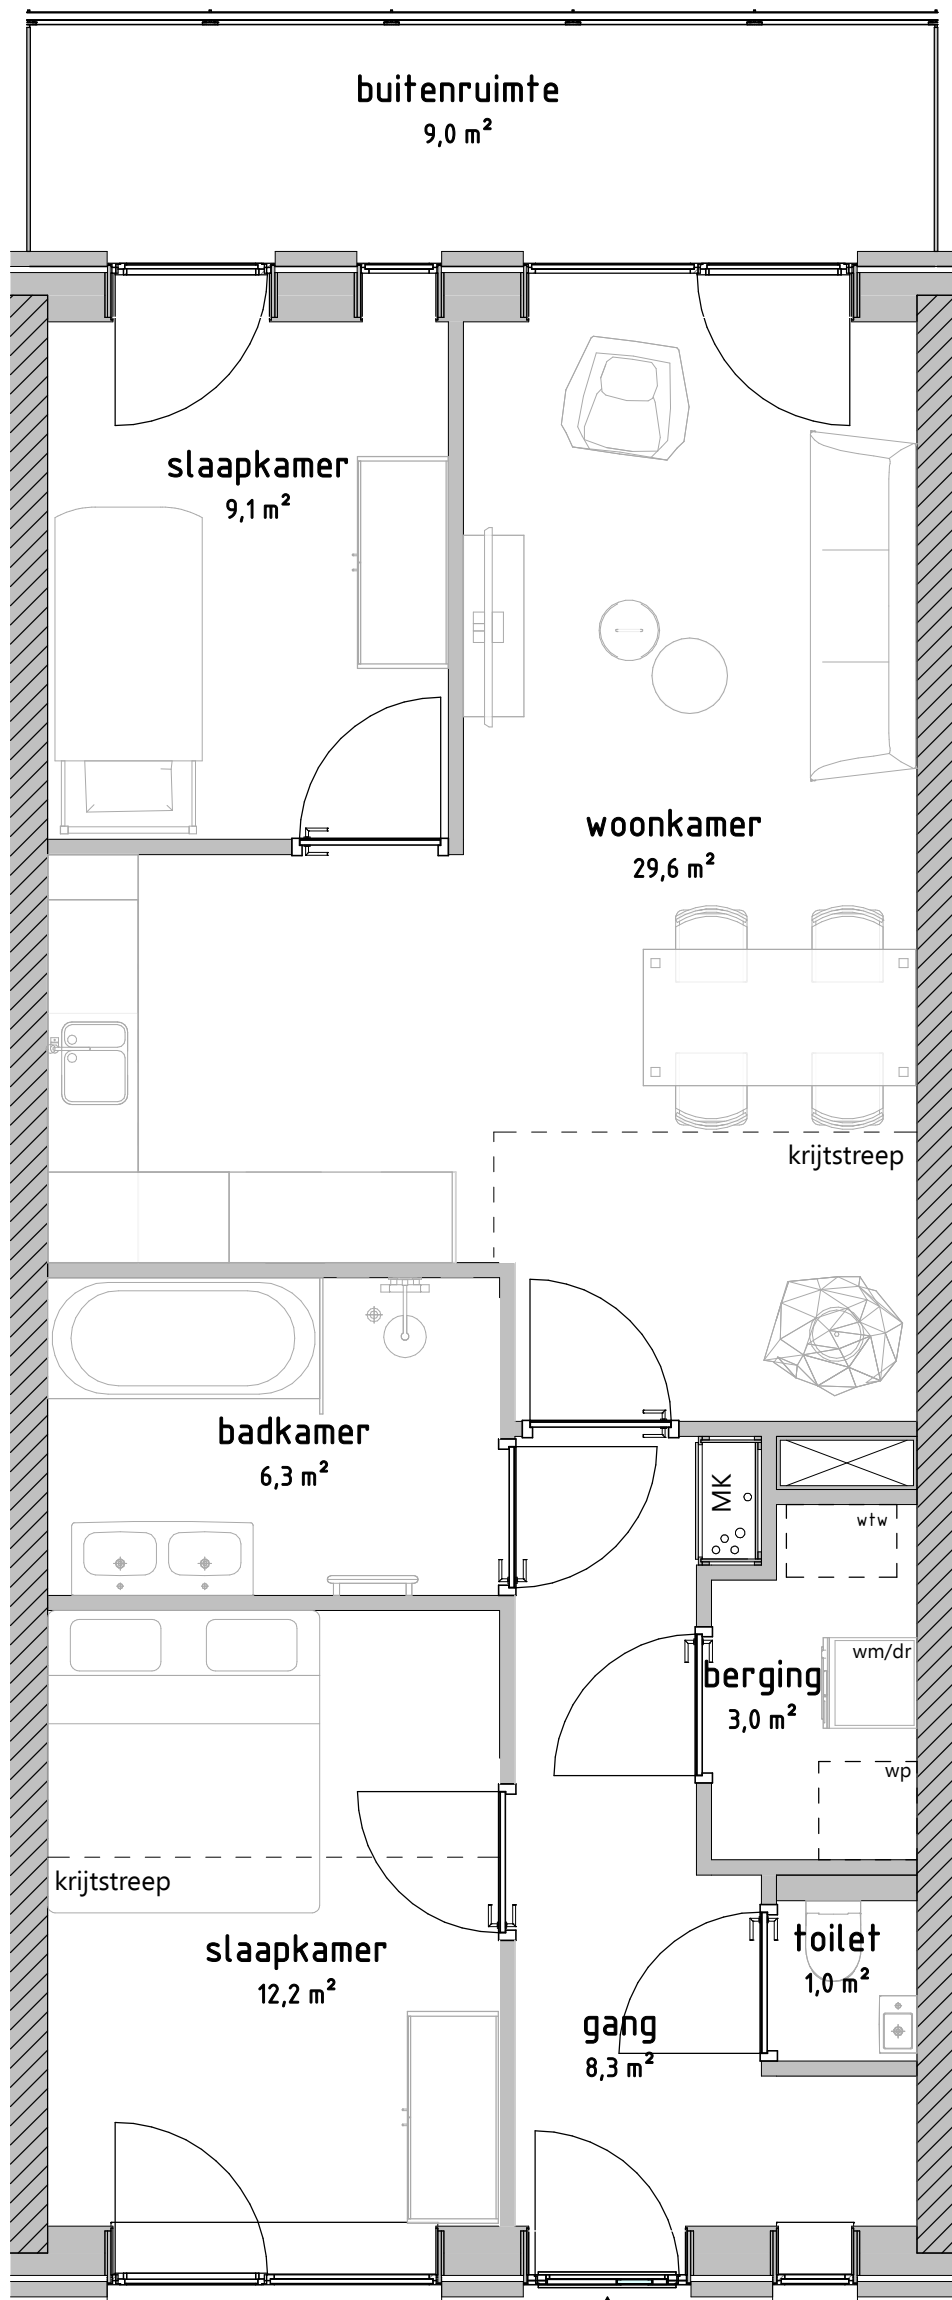 buitenruimte
9,0 m²
slaapkamer
9,1 m²
woonkamer
29,6 m²
krijtstreep
badkamer
6,3 m²
MK
wtw
wm/dr
berging
3,0 m²
wp
krijtstreep
slaapkamer
12,2 m²
toilet
1,0 m²
gang
8,3 m²